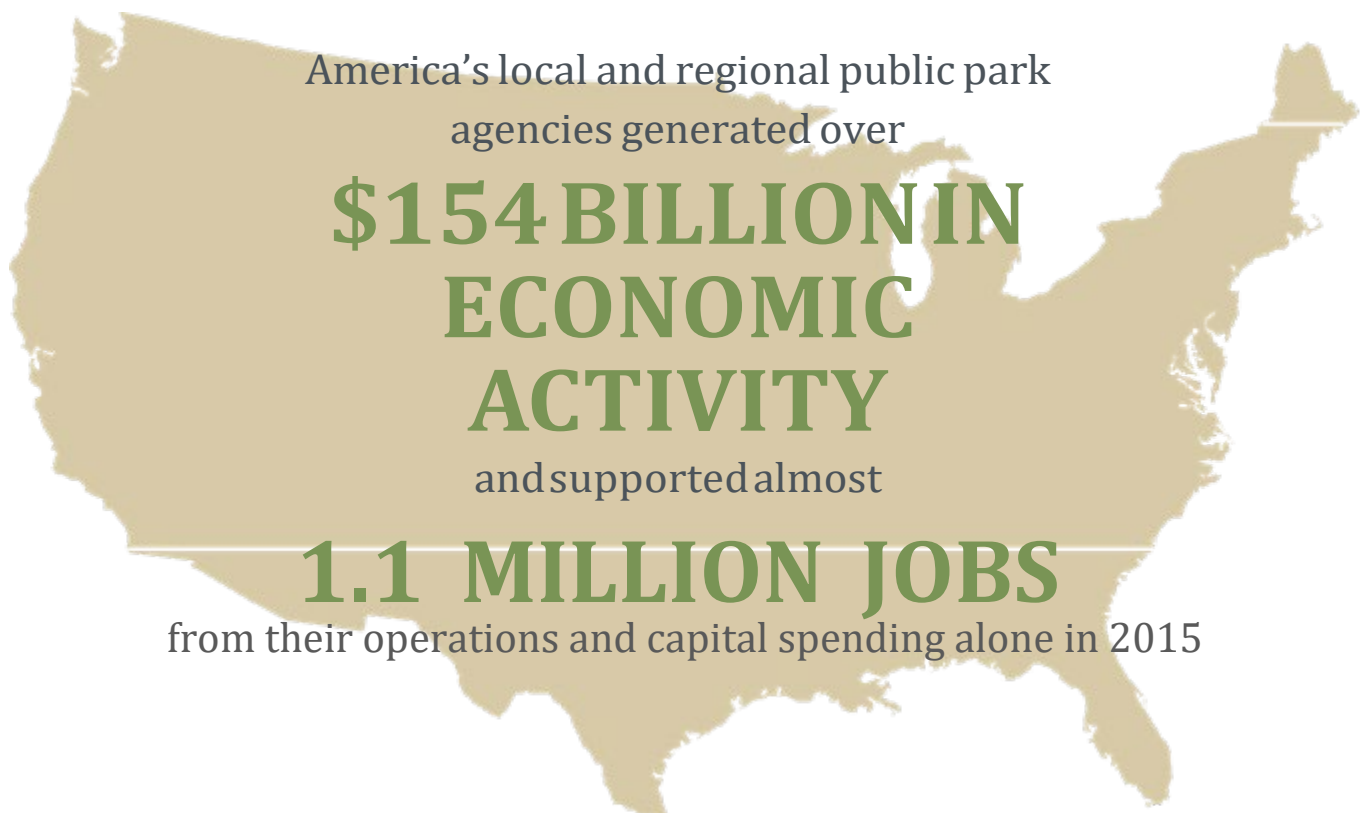 America’s local and regional public park
agencies generated over
$154 BILLION IN
ECONOMIC
ACTIVITY
and supported almost
1.1 MILLION JOBS
from their operations and capital spending alone in 2015